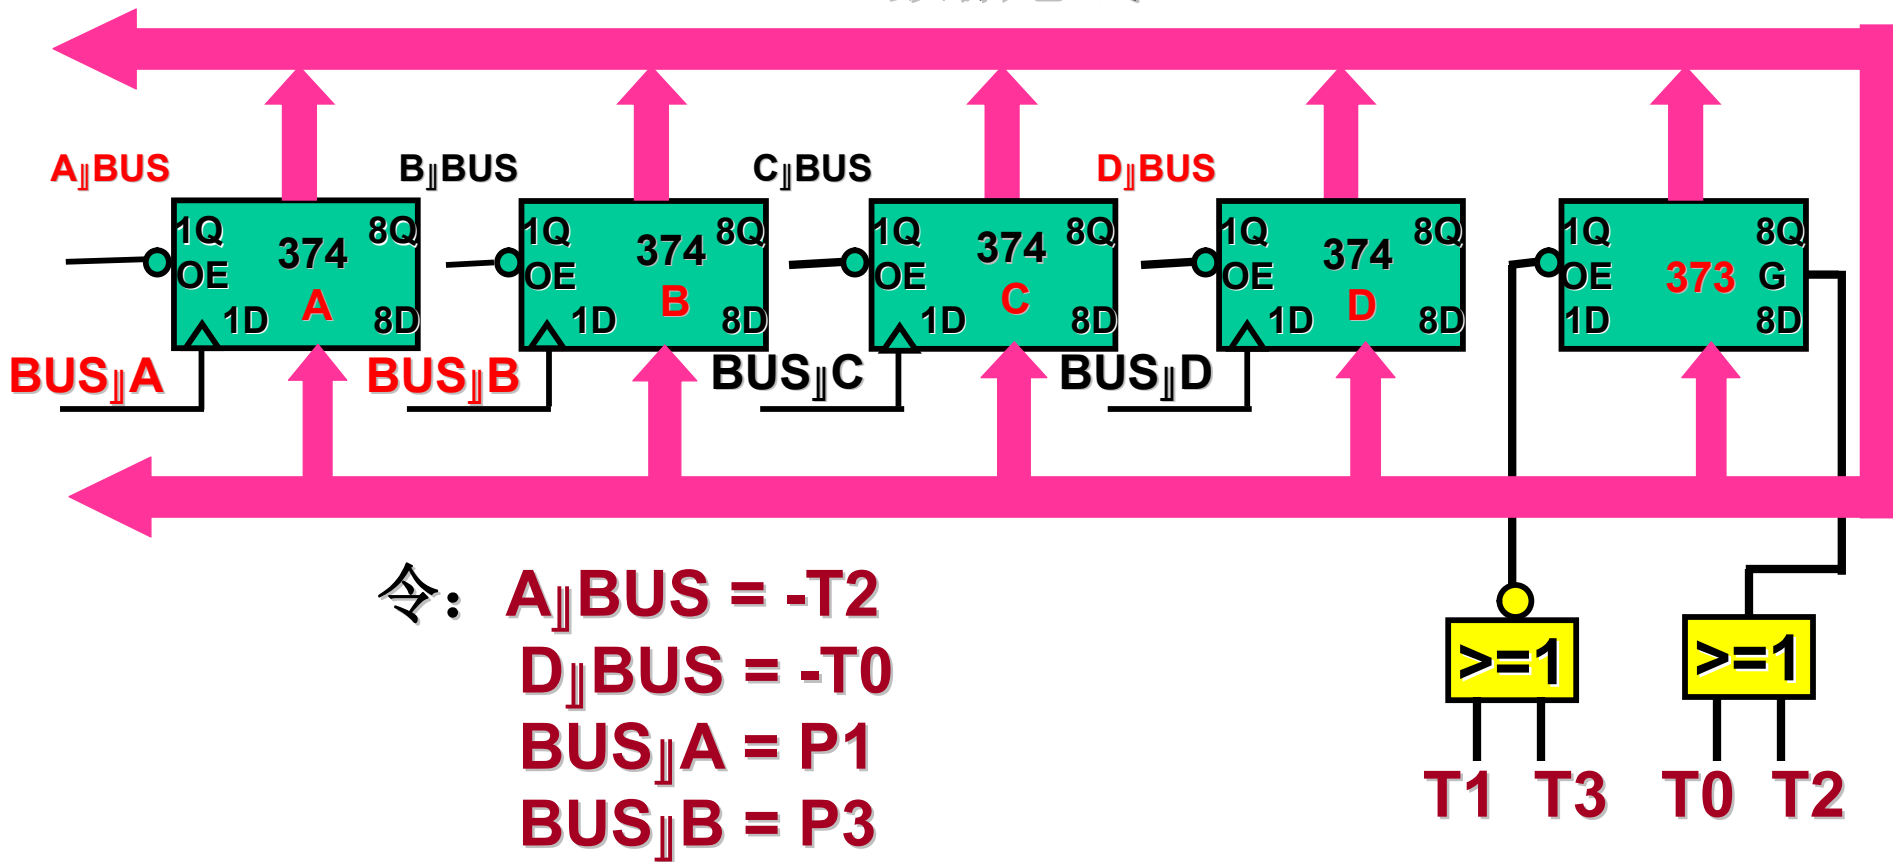 A∥BUS B∥BUS C∥BUS D∥BUS
1Q 8Q 1Q 8Q 1Q 8Q 1Q 8Q 1Q 8Q
374 374 374 374
OE OE OE OE OE 373 G
A B C D
1D 8D 1D 8D 1D 8D 1D 8D 1D 8D
BUS∥A BUS∥B BUS∥C BUS∥D
令：A∥BUS = -T2
D∥BUS = -T0
BUS∥A = P1
BUS∥B = P3
>=1 >=1
T1 T3 T0 T2